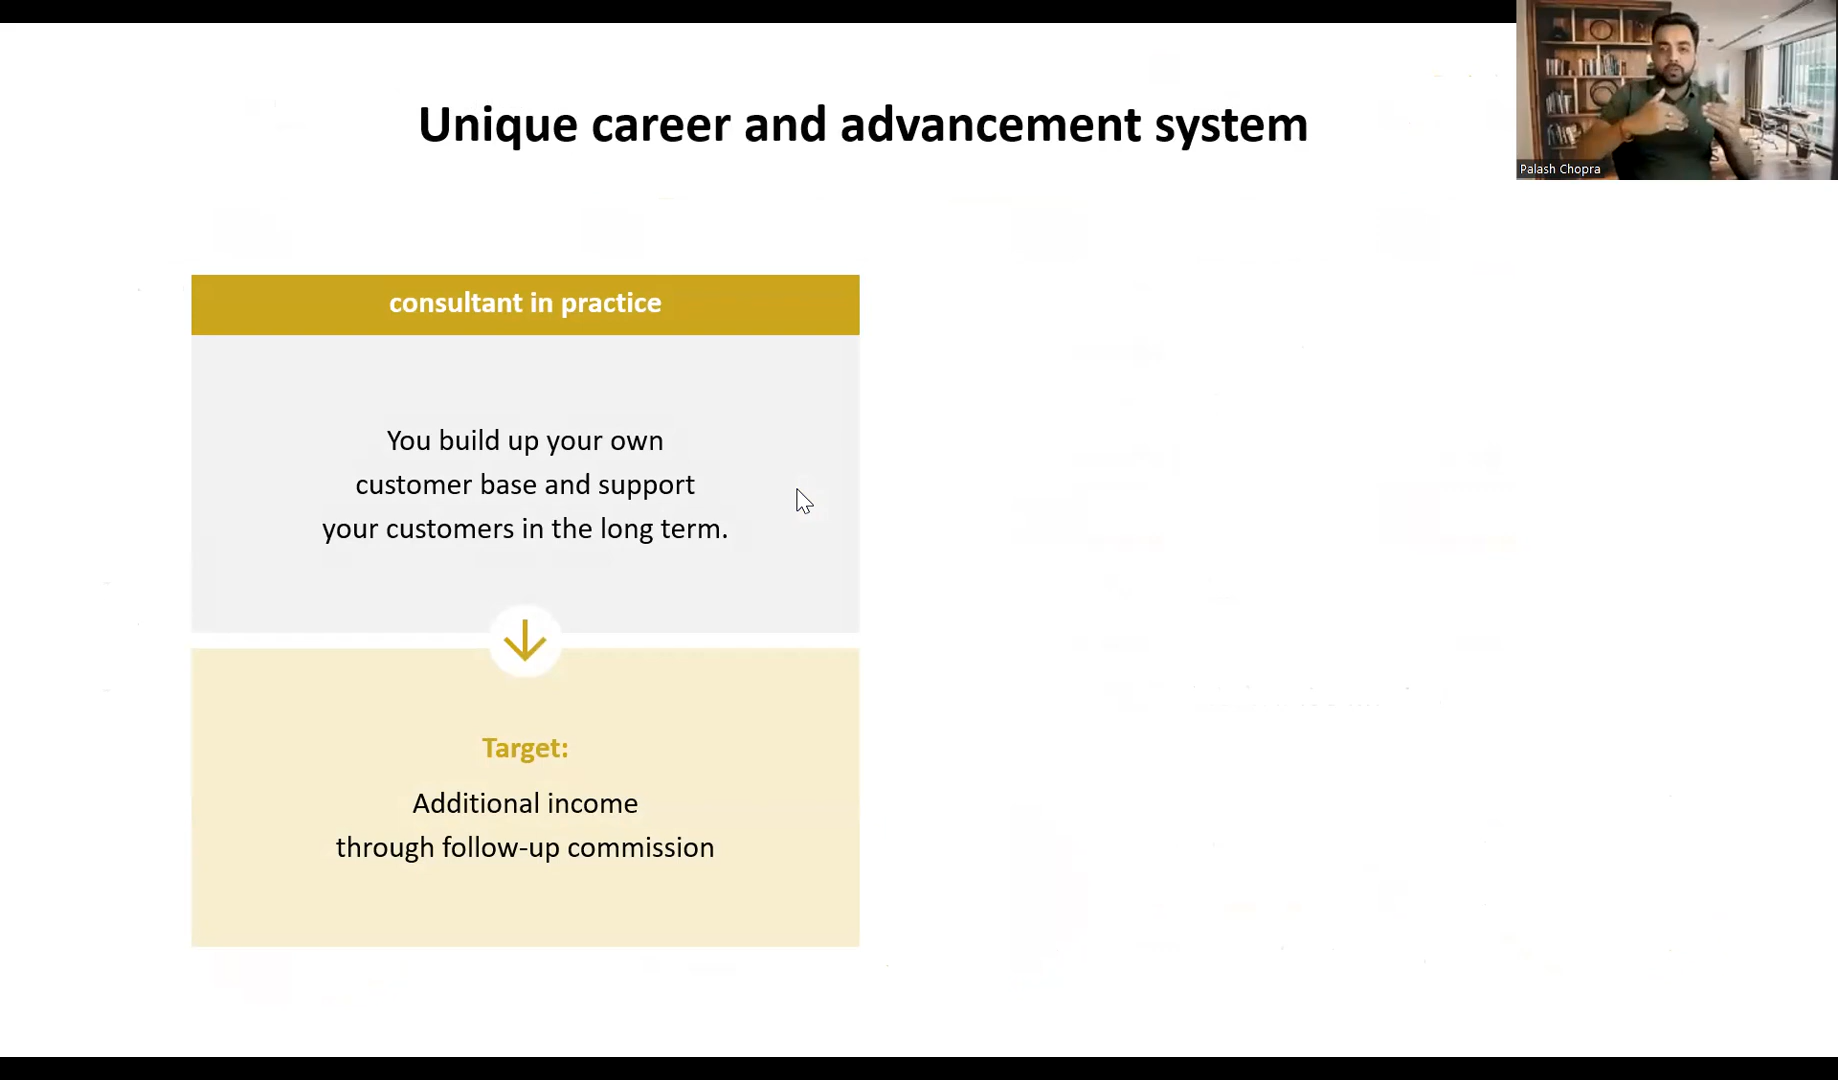 Unique career and advancement system
Palash Chopra
consultant in practice
You build up your own
customer base and support
your customers in the long term.
Target:
Additional income
through follow-up commission